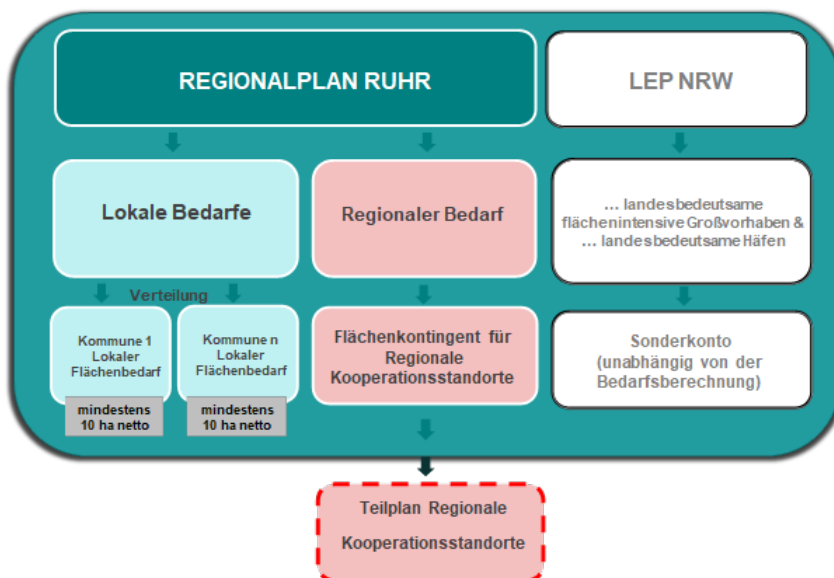 REGIONALPLAN RUHR
LEP NRW
Lokale Bedarfe
Regionaler Bedarf
... landesbedeutsame
flächenintensive Großvorhaben &
... landesbedeutsame Häfen
Verteilung
Kommune 1
Lokaler
Flächenbedarf
mindestens
10 ha netto
Kommune n
Lokaler
Flächenbedarf
mindestens
10 ha netto
Flächenkontingent für
Regionale
Kooperationsstandorte
Sonderkonto
(unabhängig von der
Bedarfsberechnung)
Teilplan Regionale
Kooperationsstandorte